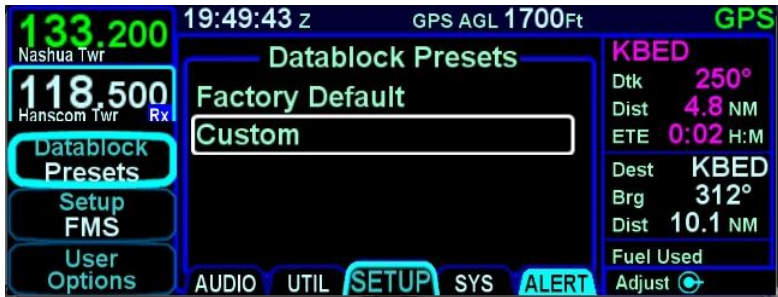 133.200
Nashua Twr
118.500
Hanscom Twr Rx
Datablock
Presets
Setup
FMS
User
Options
19:49:43 Z GPS AGL 1700Ft
Datablock Presets
Factory Default
Custom
AUDIO UTIL SETUP SYS ALERT
GPS
KBED
Dtk 250°
Dist 4.8 NM
ETE 0:02 H:M
Dest KBED
Brg 312°
Dist 10.1 NM
Fuel Used
Adjust